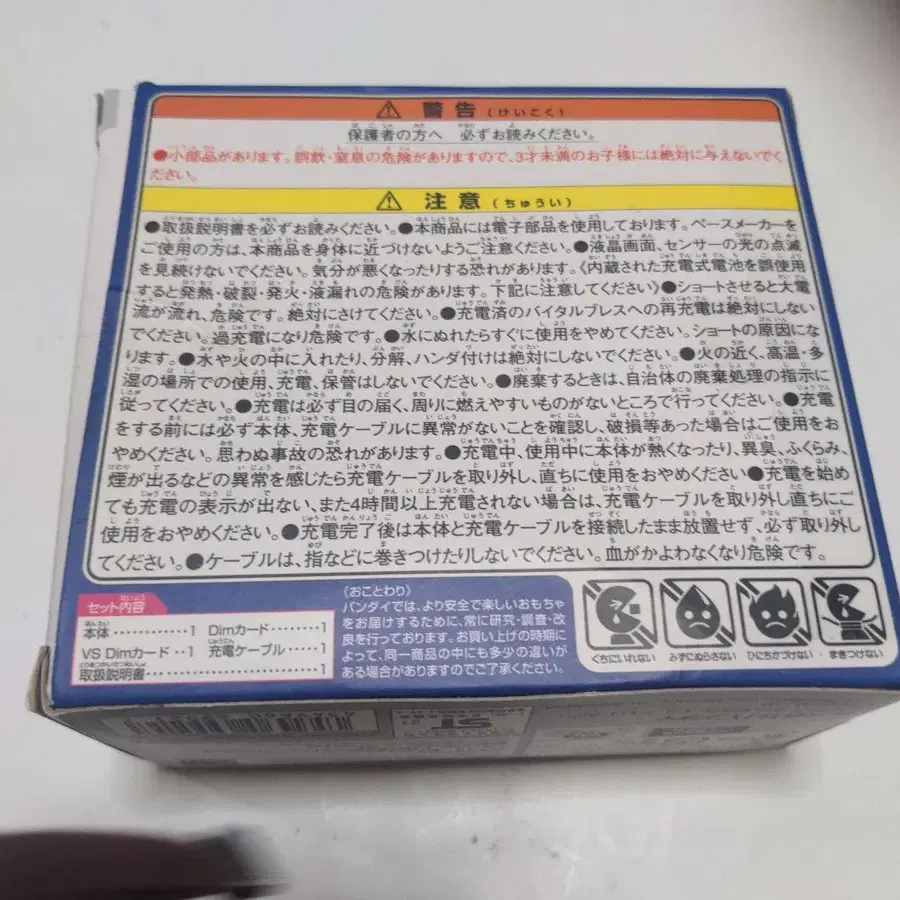 ⚠ 警告 (けいこく)
保護者の方へ 必ずお読みください。
●小部品があります。誤飲・窒息の危険がありますので、3才未満のお子様には絶対に与えないでく
ださい。
⚠ 注意 (ちゅうい)
●取扱説明書を必ずお読みください。●本商品には電子部品を使用しております。ペースメーカーを
ご使用の方は、本商品を身体に近づけないようご注意ください。●液晶画面、センサーの光の点滅
を見続けないでください。気分が悪くなったりする恐れがあります。《内蔵された充電式電池を誤使用
すると発熱・破裂・発火・液漏れの危険があります。下記に注意してください》●ショートさせると大電
流が流れ、危険です。絶対にさけてください。●充電済のバイタルブレスへの再充電は絶対にしない
でください。過充電になり危険です。●水にぬれたらすぐに使用をやめてください。ショートの原因にな
ります。●水や火の中に入れたり、分解、ハンダ付けは絶対にしないでください。●火の近く、高温・多
湿の場所での使用、充電、保管はしないでください。●廃棄するときは、自治体の廃棄処理の指示に
従ってください。●充電は必ず目の届く、周りに燃えやすいものがないところで行ってください。●充電
をする前には必ず本体、充電ケーブルに異常がないことを確認し、破損等あった場合はご使用をお
やめください。思わぬ事故の恐れがあります。●充電中、使用中に本体が熱くなったり、異臭、ふくらみ、
煙が出るなどの異常を感じたら充電ケーブルを取り外し、直ちに使用をおやめください●充電を始め
ても充電の表示が出ない、また4時間以上充電されない場合は、充電ケーブルを取り外し直ちにご
使用をおやめください。●充電完了後は本体と充電ケーブルを接続したまま放置せず、必ず取り外し
てください。●ケーブルは、指などに巻きつけたりしないでください。血がかよわなくなり危険です。
セット内容
本体…………1 Dimカード…………1
VS Dimカード‥1 充電ケーブル………1
取扱説明書…………………………1
《おことわり》
バンダイでは、より安全で楽しいおもちゃ
をお届けするために、常に研究・調査・改
良を行っております。お買い上げの時期に
よって、同一商品の中にも多少の違いが
ある場合がありますのでご了承ください。
くちにいれない みずにぬらさない ひにちかづけない まきつけない
ST